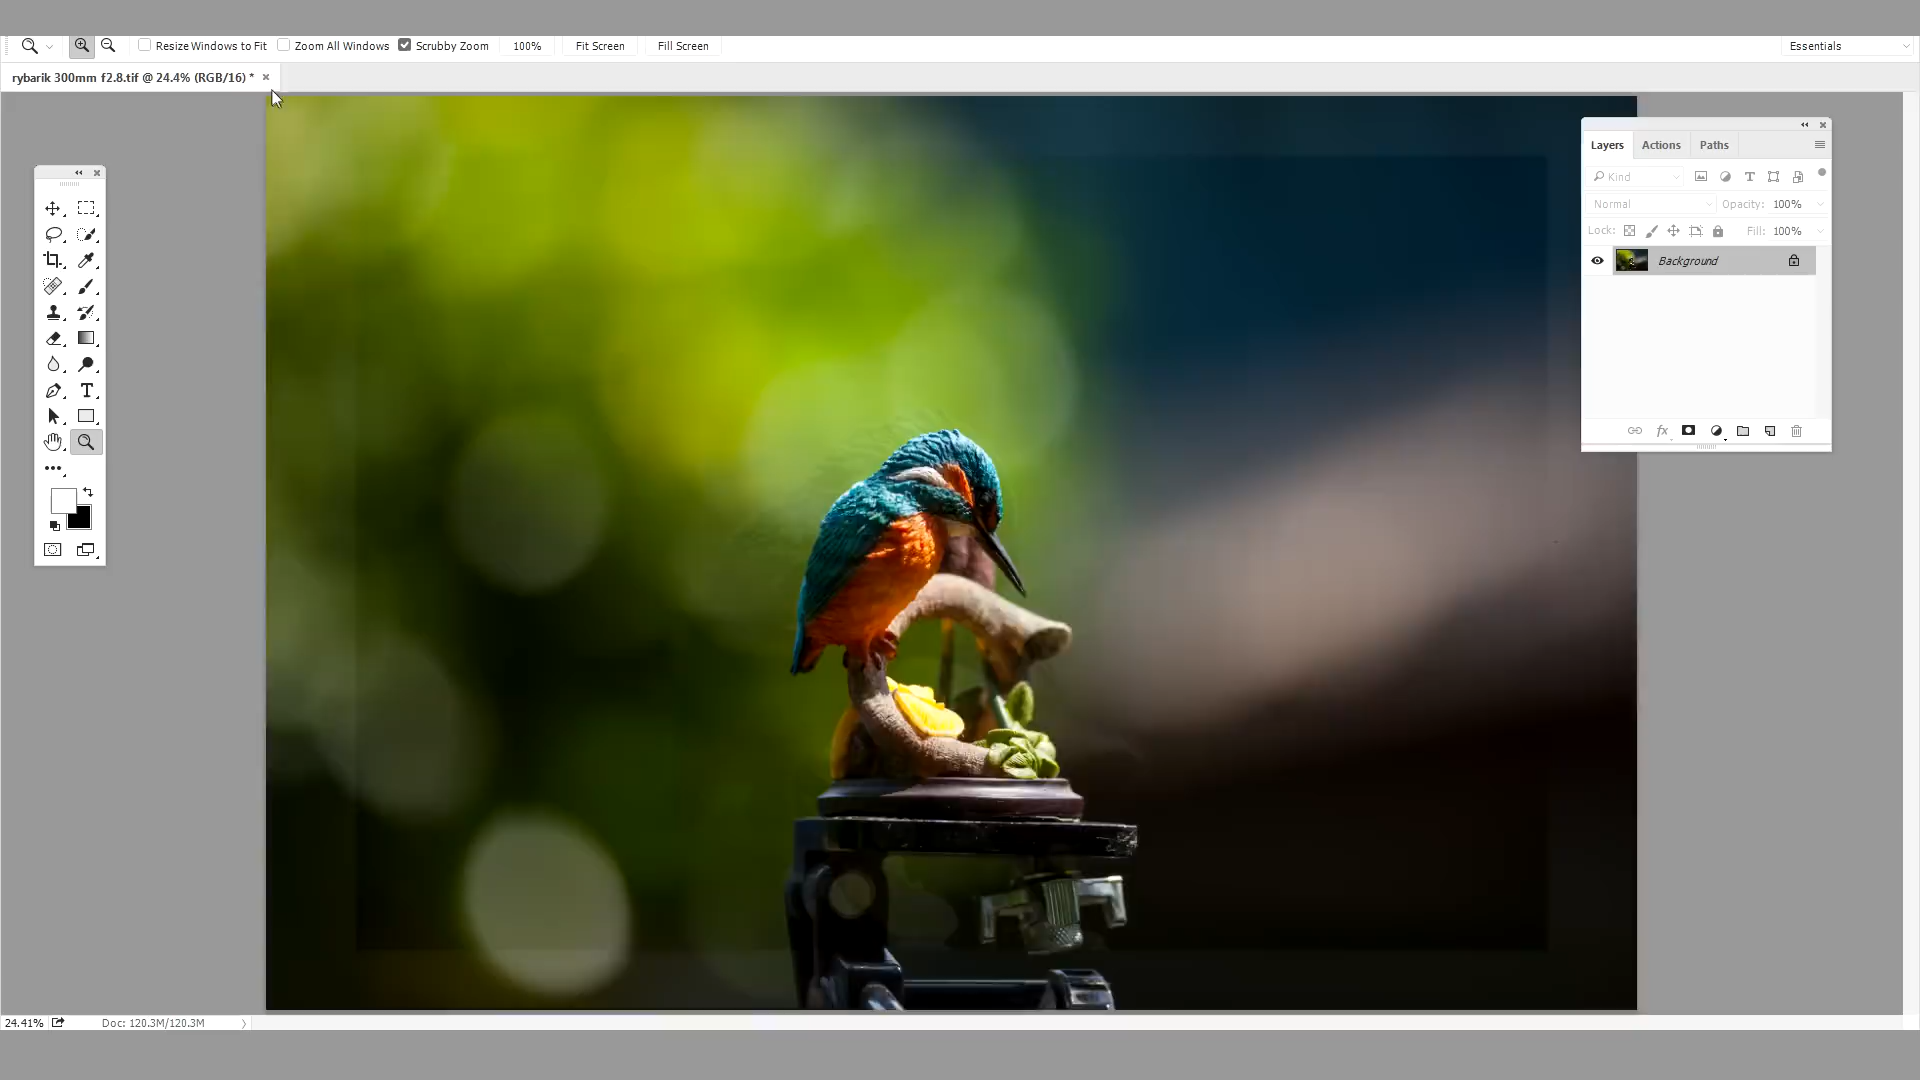 Resize Windows to Fit Zoom All Windows Scrubby Zoom 100% Fit Screen Fill Screen Essentials
rybarik 300mm f2.8.tif @ 24.4% (RGB/16) *
Layers Actions Paths
Kind
Normal Opacity: 100%
Lock: Fill: 100%
Background
fx
24.41% Doc: 120.3M/120.3M